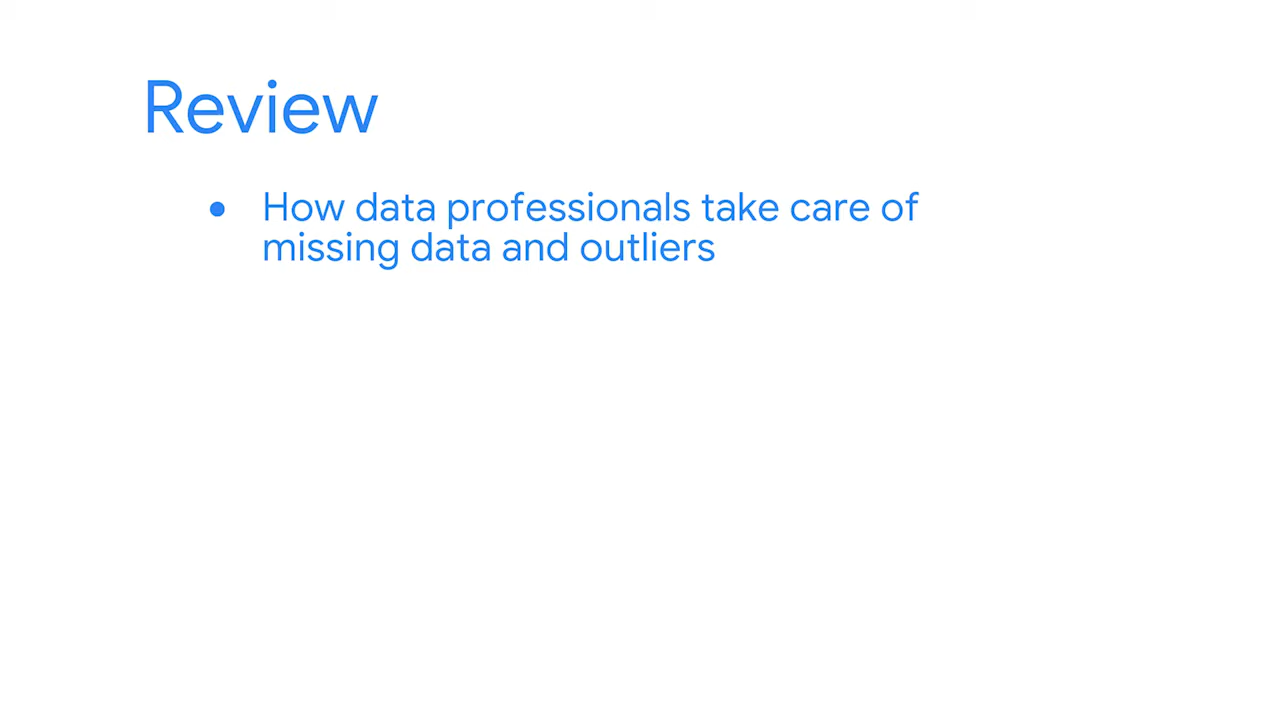 Review
● How data professionals take care of
missing data and outliers